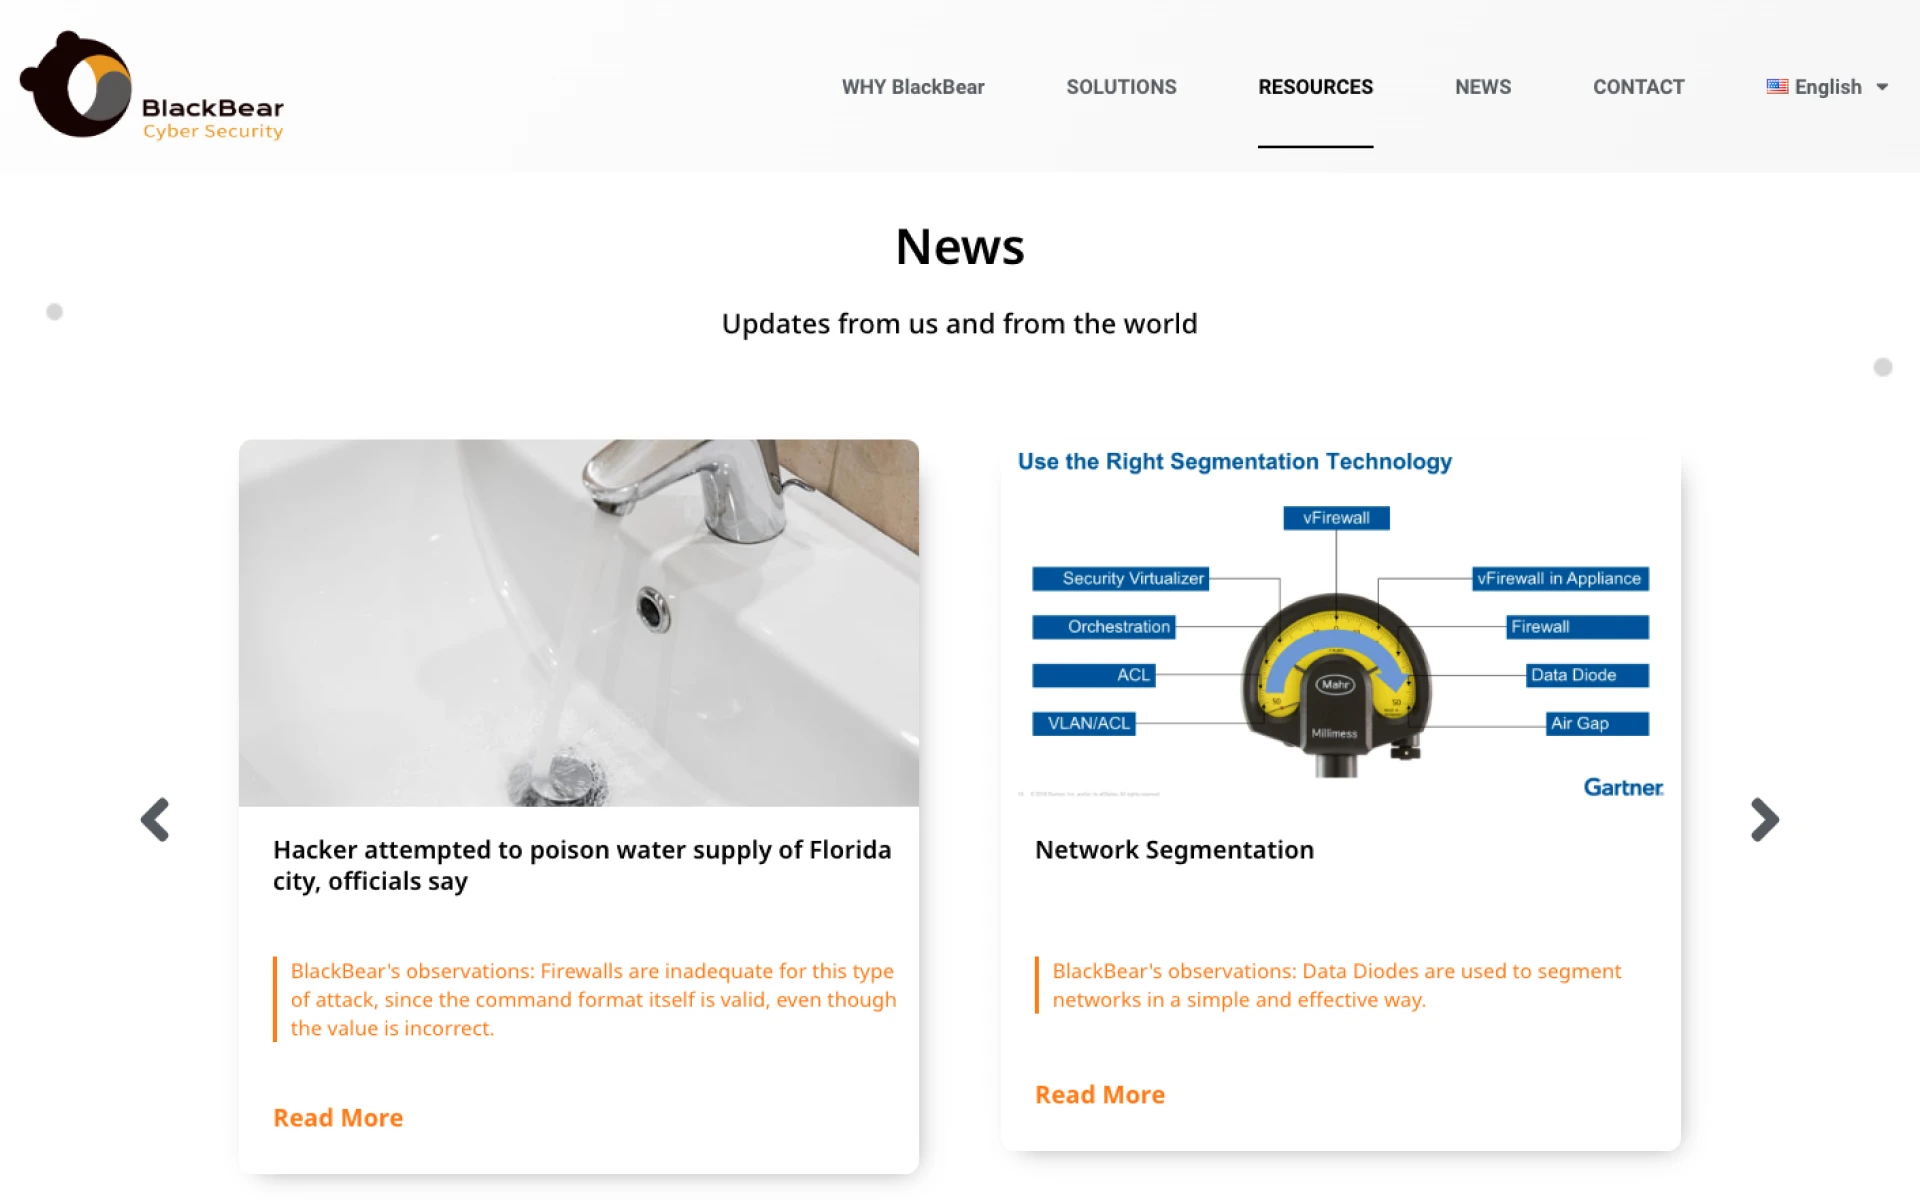 BlackBear
Cyber Security
WHY BlackBear
SOLUTIONS
RESOURCES
NEWS
CONTACT
English
News
Updates from us and from the world
Hacker attempted to poison water supply of Florida
city, officials say
BlackBear's observations: Firewalls are inadequate for this type
of attack, since the command format itself is valid, even though
the value is incorrect.
Read More
Use the Right Segmentation Technology
vFirewall
Security Virtualizer
vFirewall in Appliance
Orchestration
Firewall
ACL
Data Diode
VLAN/ACL
Air Gap
Mahr
50
50
Millimess
Gartner
Network Segmentation
BlackBear's observations: Data Diodes are used to segment
networks in a simple and effective way.
Read More